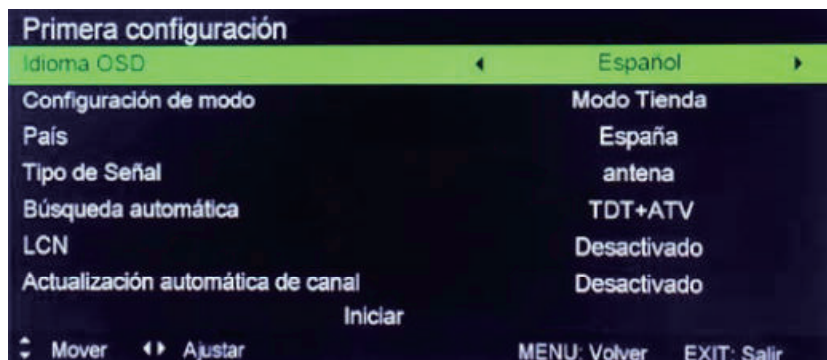 Primera configuración
Idioma OSD Español
Configuración de modo Modo Tienda
País España
Tipo de Señal antena
Búsqueda automática TDT+ATV
LCN Desactivado
Actualización automática de canal Desactivado
Iniciar
Mover Ajustar MENU: Volver EXIT: Salir